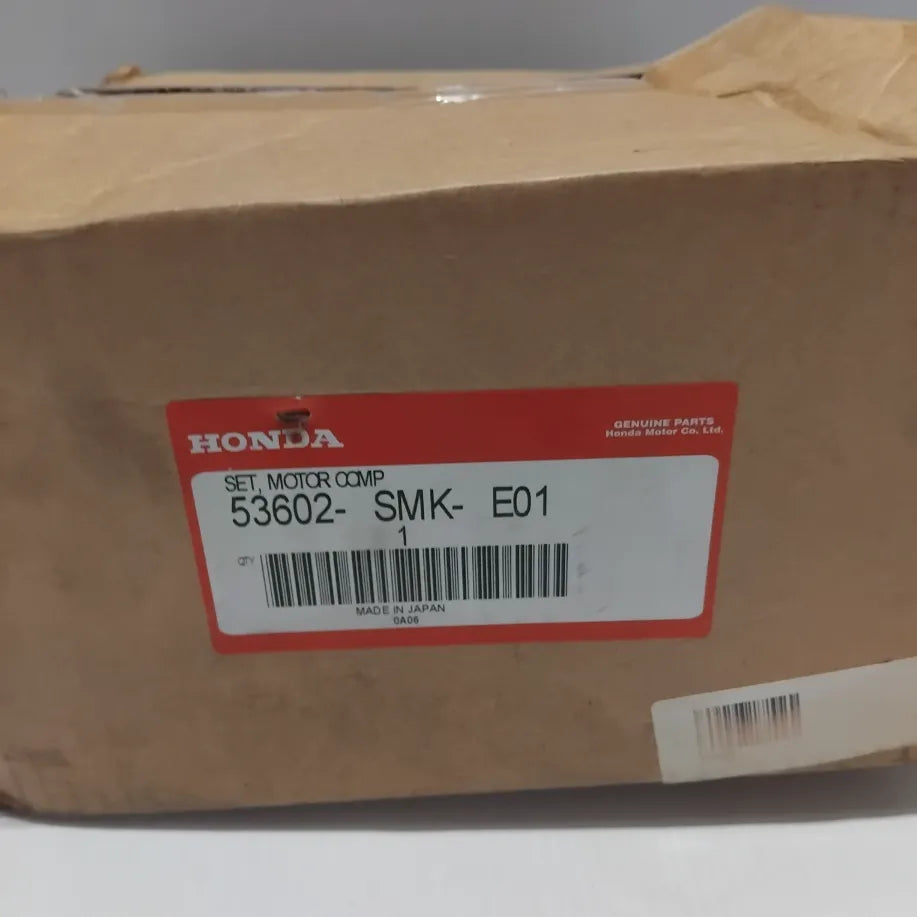 HONDA
GENUINE PARTS
Honda Motor Co. Ltd.
SET, MOTOR COMP
53602- SMK- E01
1
QTY
MADE IN JAPAN
0A06